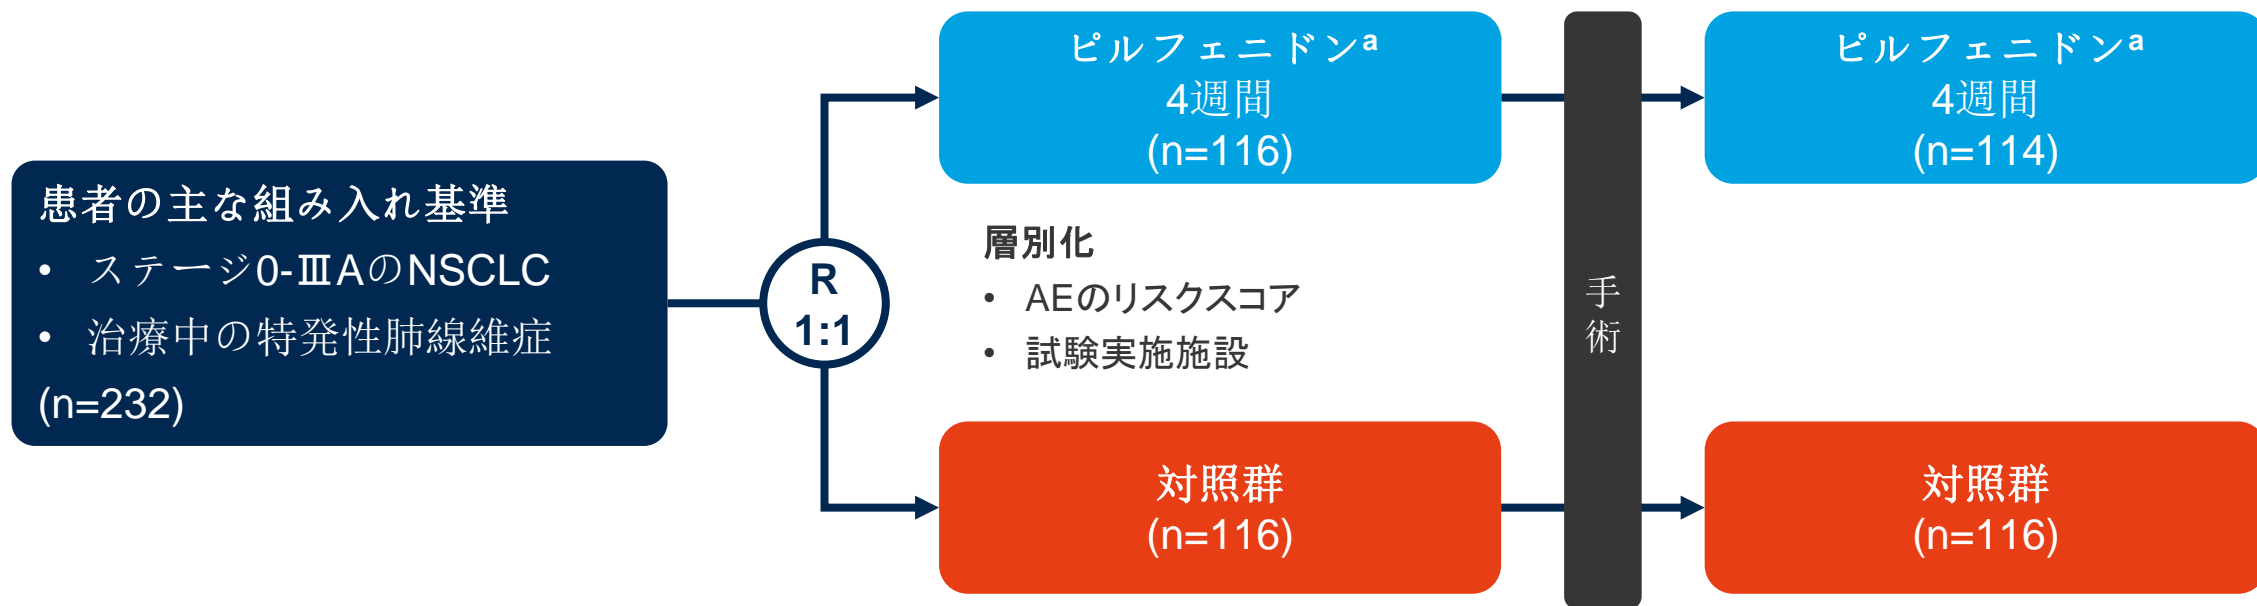 患者の主な組み入れ基準
• ステージ0-ⅢAのNSCLC
• 治療中の特発性肺線維症
(n=232)
R
1:1
ピルフェニドンa
4週間
(n=116)
層別化
• AEのリスクスコア
• 試験実施施設
対照群
(n=116)
手術
ピルフェニドンa
4週間
(n=114)
対照群
(n=116)